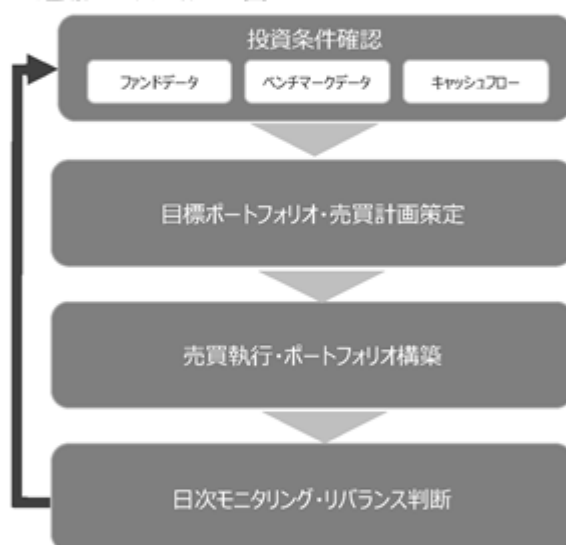 投資条件確認
ファンドデータ
ベンチマークデータ
キャッシュフロー
目標ポートフォリオ・売買計画策定
売買執行・ポートフォリオ構築
日次モニタリング・リバランス判断